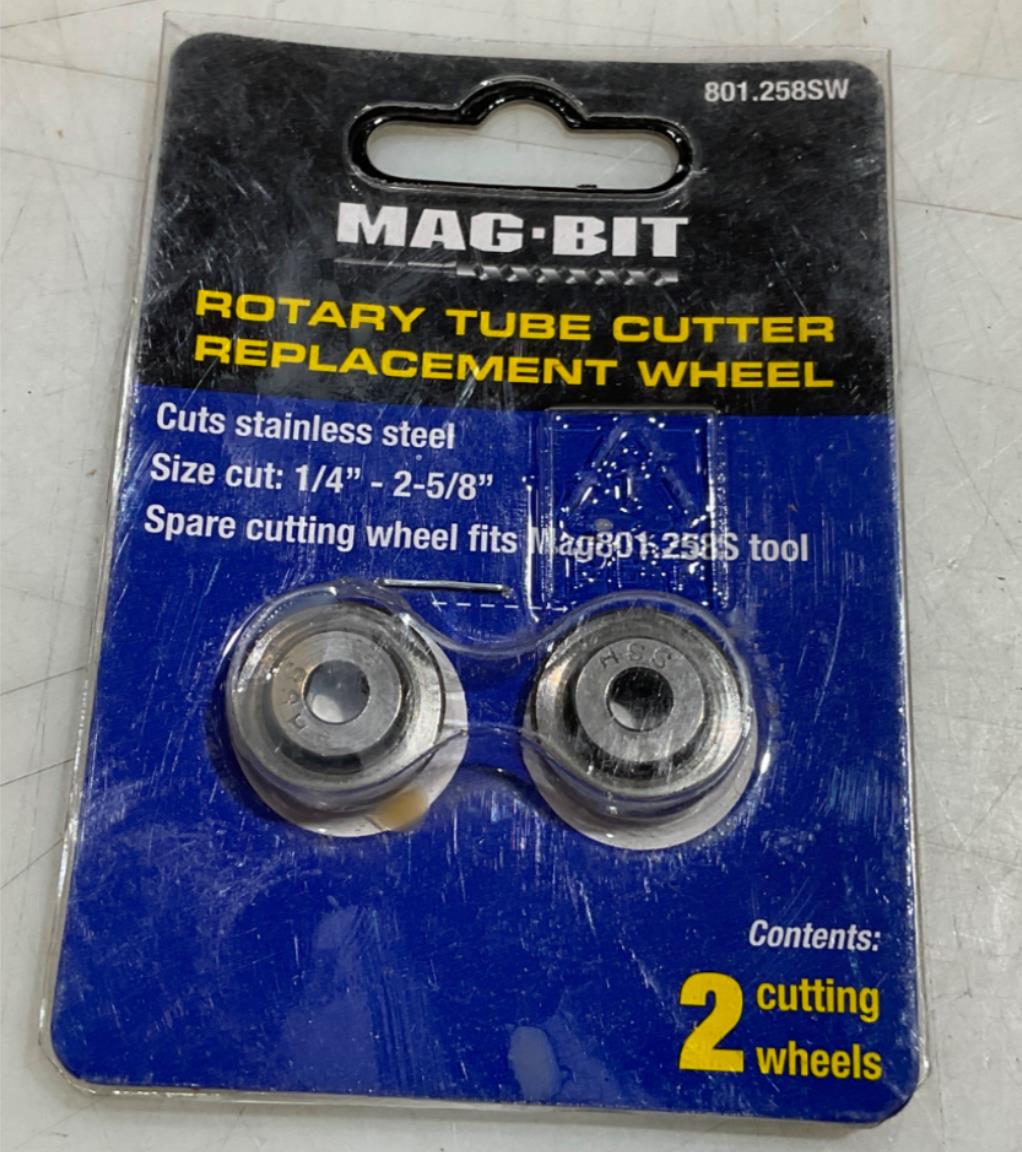 801.258SW
MAG·BIT
ROTARY TUBE CUTTER
REPLACEMENT WHEEL
Cuts stainless steel
Size cut: 1/4” - 2-5/8”
Spare cutting wheel fits Mag801.258S tool
HSS
HSS
Contents:
2 cutting
wheels